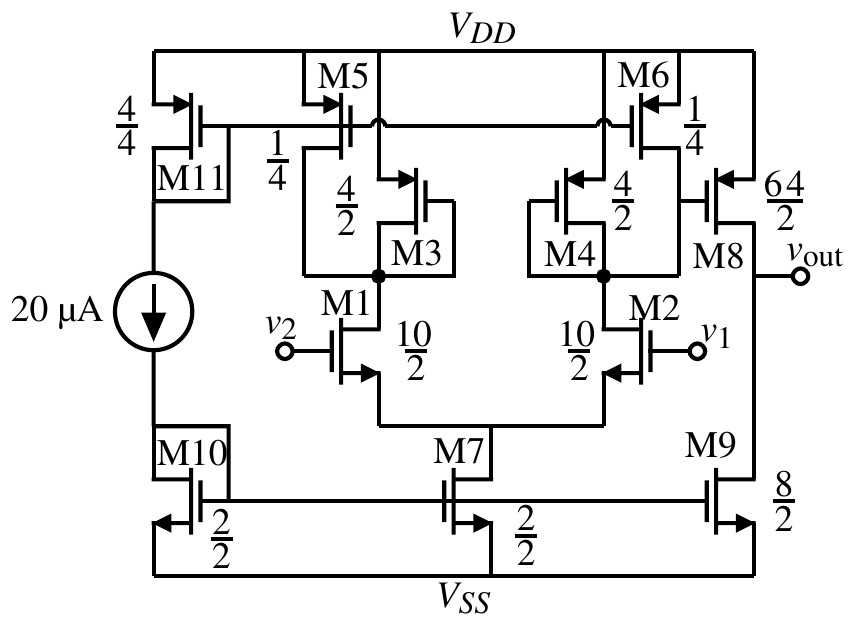 V_DD
M5
M6
4/4
1/4
1/4
M11
4/2
4/2
64/2
M3
M4
M8
v_out
20 μA
M1
M2
v2
10/2
10/2
v1
M10
M7
M9
2/2
2/2
8/2
V_SS